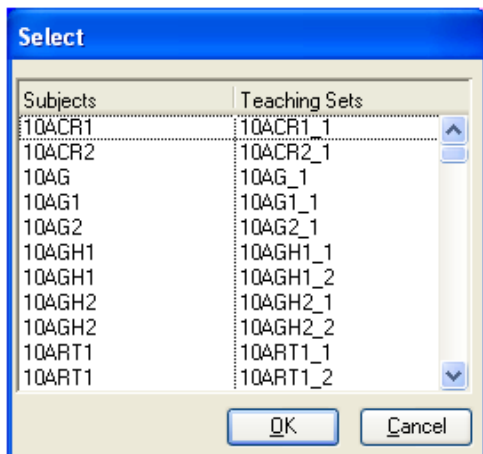 Select
Subjects Teaching Sets
10ACR1 10ACR1_1
10ACR2 10ACR2_1
10AG 10AG_1
10AG1 10AG1_1
10AG2 10AG2_1
10AGH1 10AGH1_1
10AGH1 10AGH1_2
10AGH2 10AGH2_1
10AGH2 10AGH2_2
10ART1 10ART1_1
10ART1 10ART1_2
OK Cancel